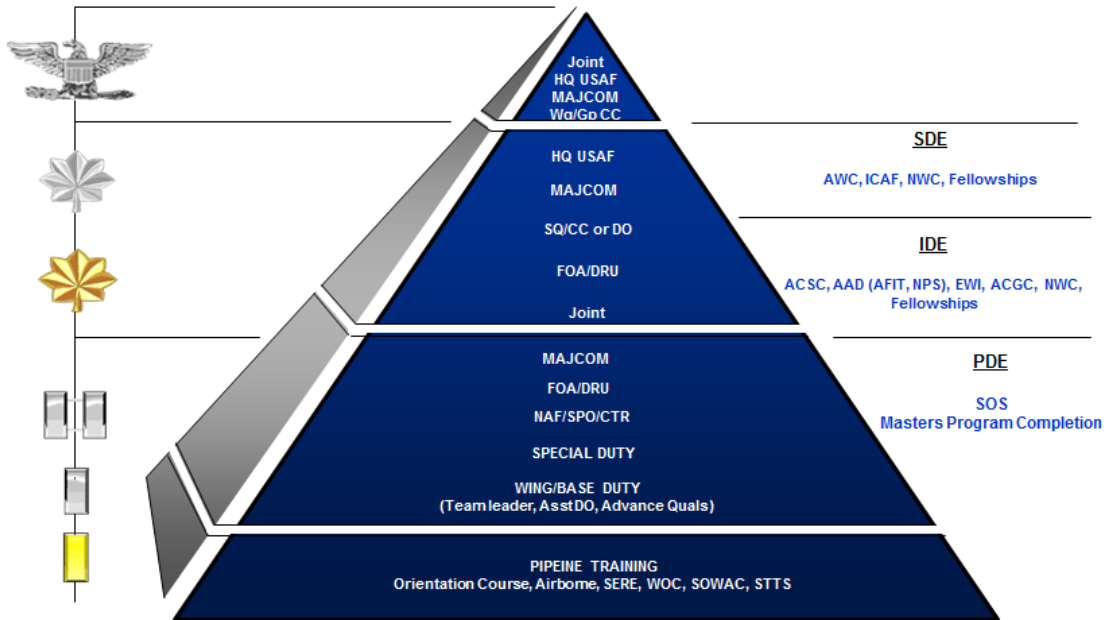 Joint
HQ USAF
MAJCOM
Wg/Gp CC
SDE
HQ USAF
AWC, ICAF, NWC, Fellowships
MAJCOM
SQ/CC or DO
IDE
FOA/DRU
ACSC, AAD (AFIT, NPS), EWI, ACGC, NWC,
Fellowships
Joint
MAJCOM
PDE
FOA/DRU
SOS
NAF/SPO/CTR
Masters Program Completion
SPECIAL DUTY
WING/BASE DUTY
(Team leader, Asst DO, Advance Quals)
PIPEINE TRAINING
Orientation Course, Airborne, SERE, WOC, SOWAC, STTS